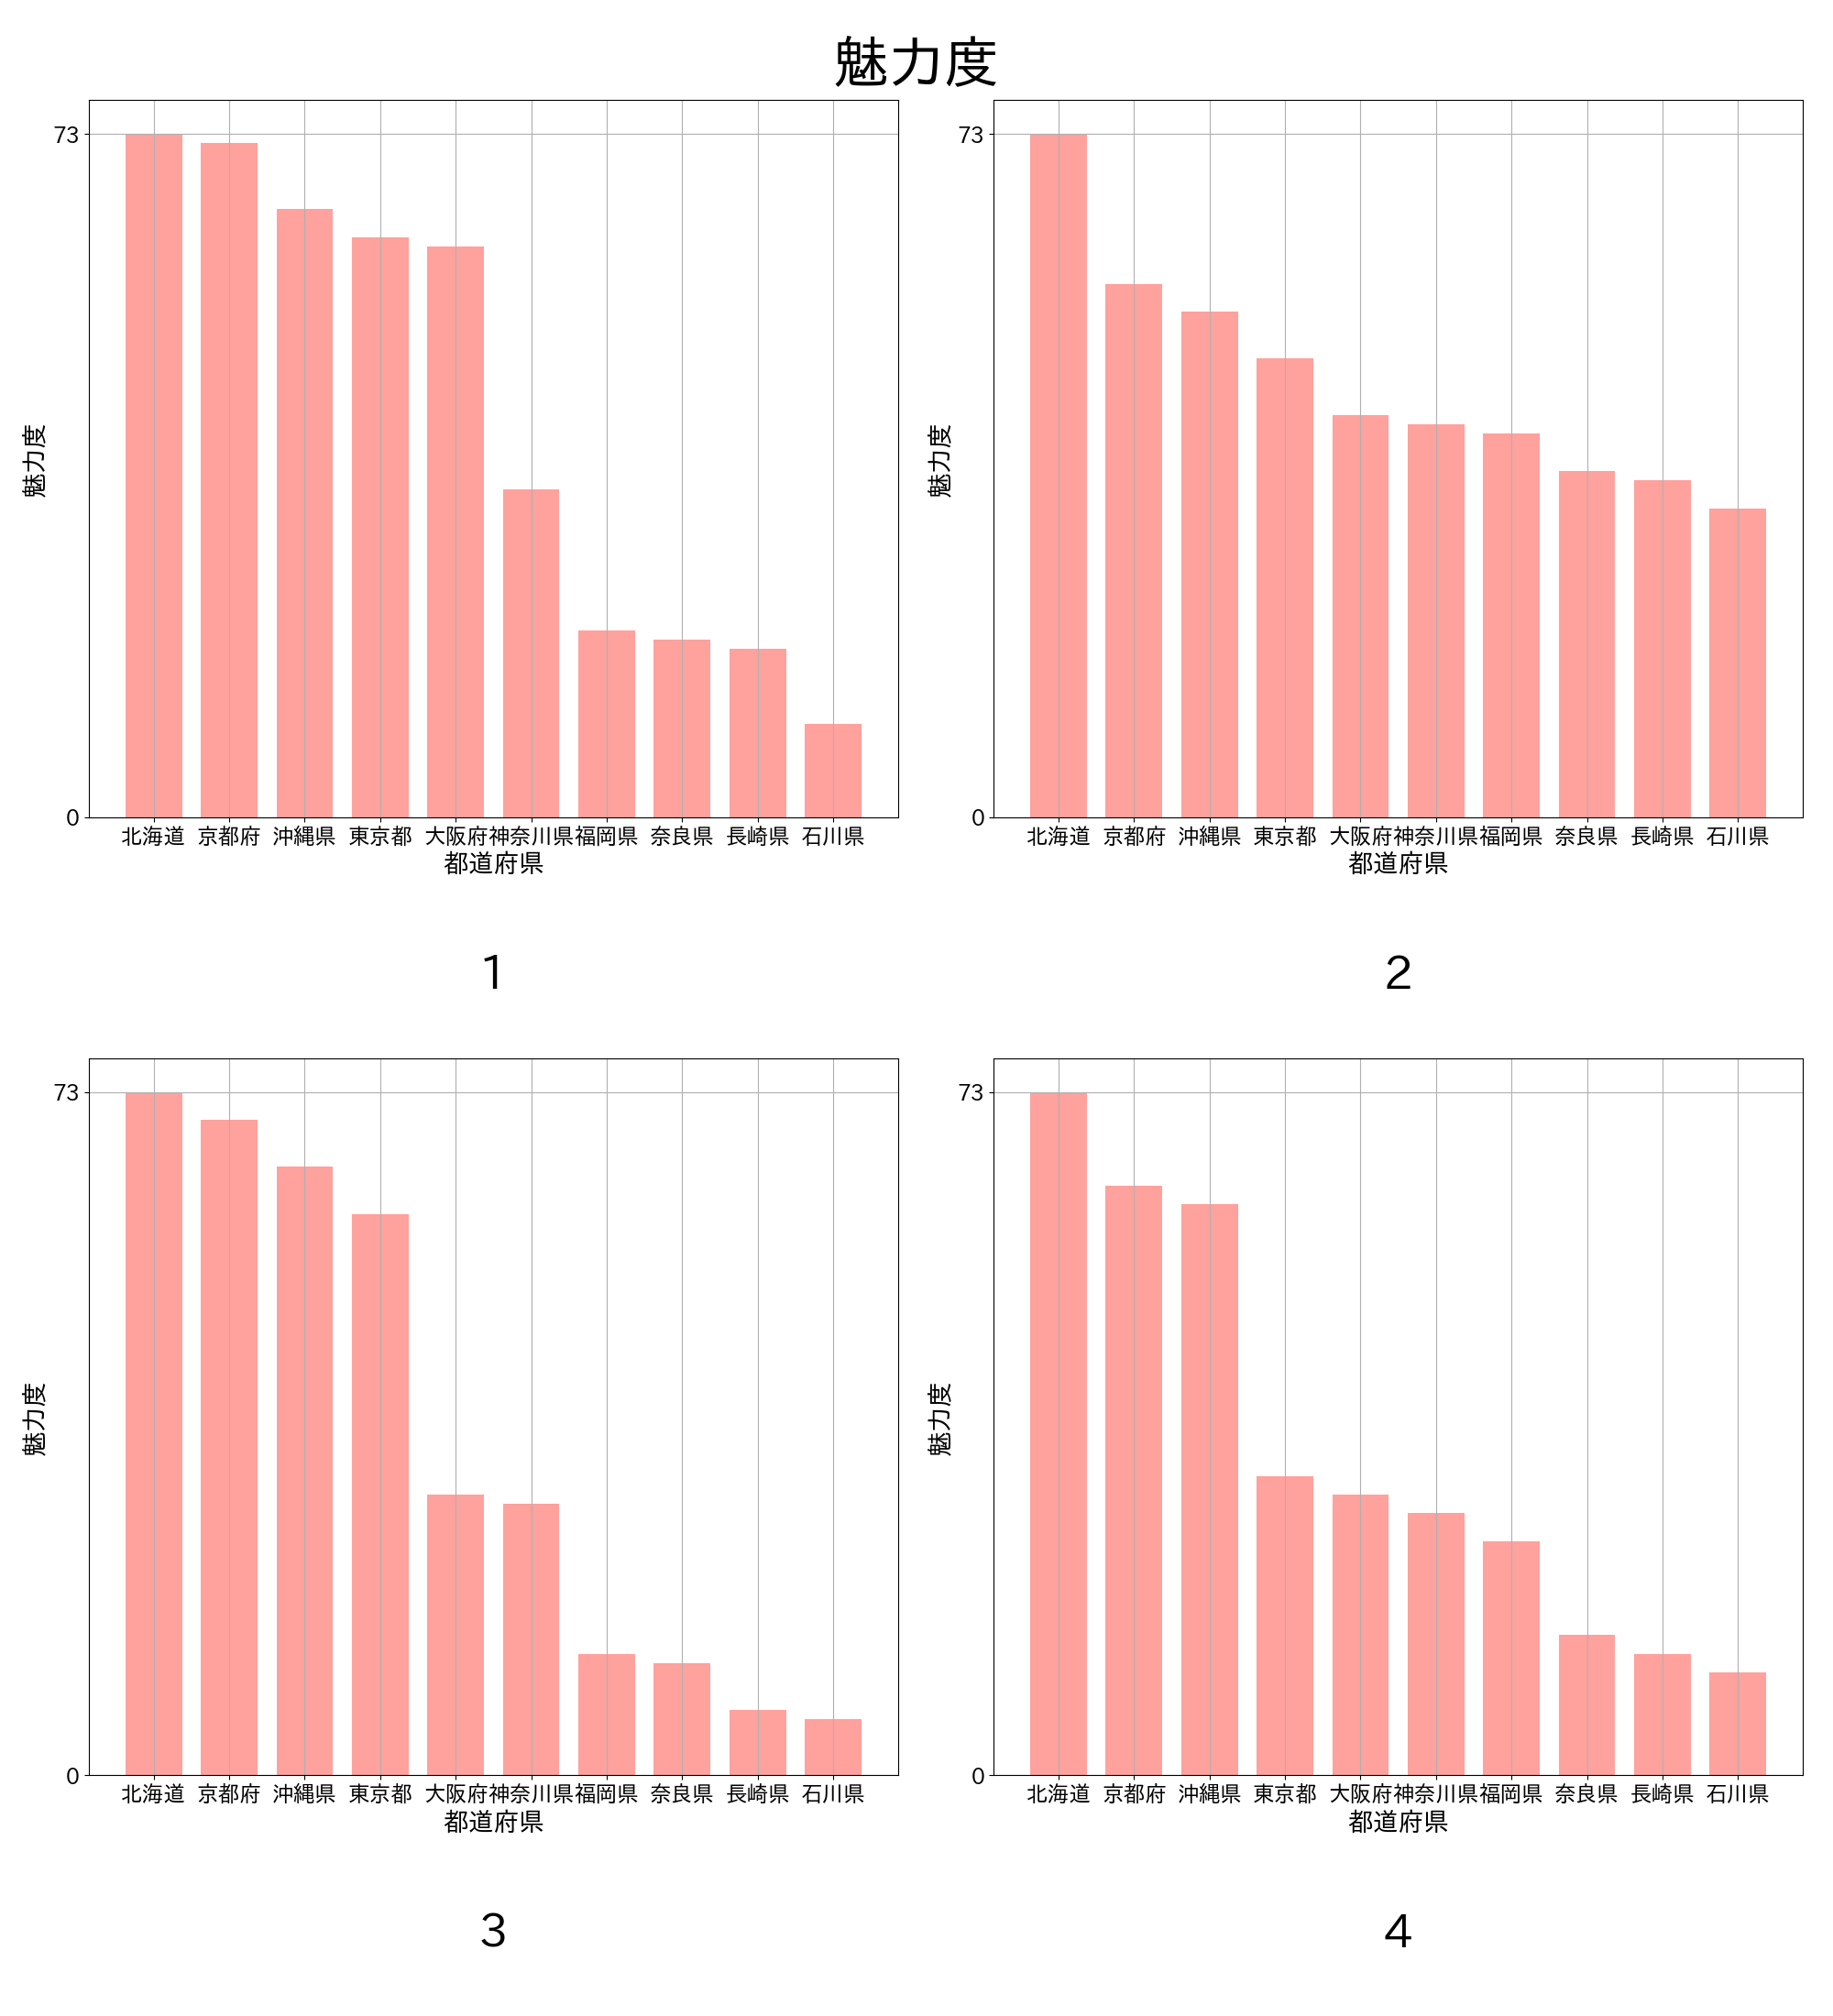 魅力度
73
0
魅力度
北海道 京都府 沖縄県 東京都 大阪府 神奈川県 福岡県 奈良県 長崎県 石川県
都道府県
1
73
0
魅力度
北海道 京都府 沖縄県 東京都 大阪府 神奈川県 福岡県 奈良県 長崎県 石川県
都道府県
2
73
0
魅力度
北海道 京都府 沖縄県 東京都 大阪府 神奈川県 福岡県 奈良県 長崎県 石川県
都道府県
3
73
0
魅力度
北海道 京都府 沖縄県 東京都 大阪府 神奈川県 福岡県 奈良県 長崎県 石川県
都道府県
4